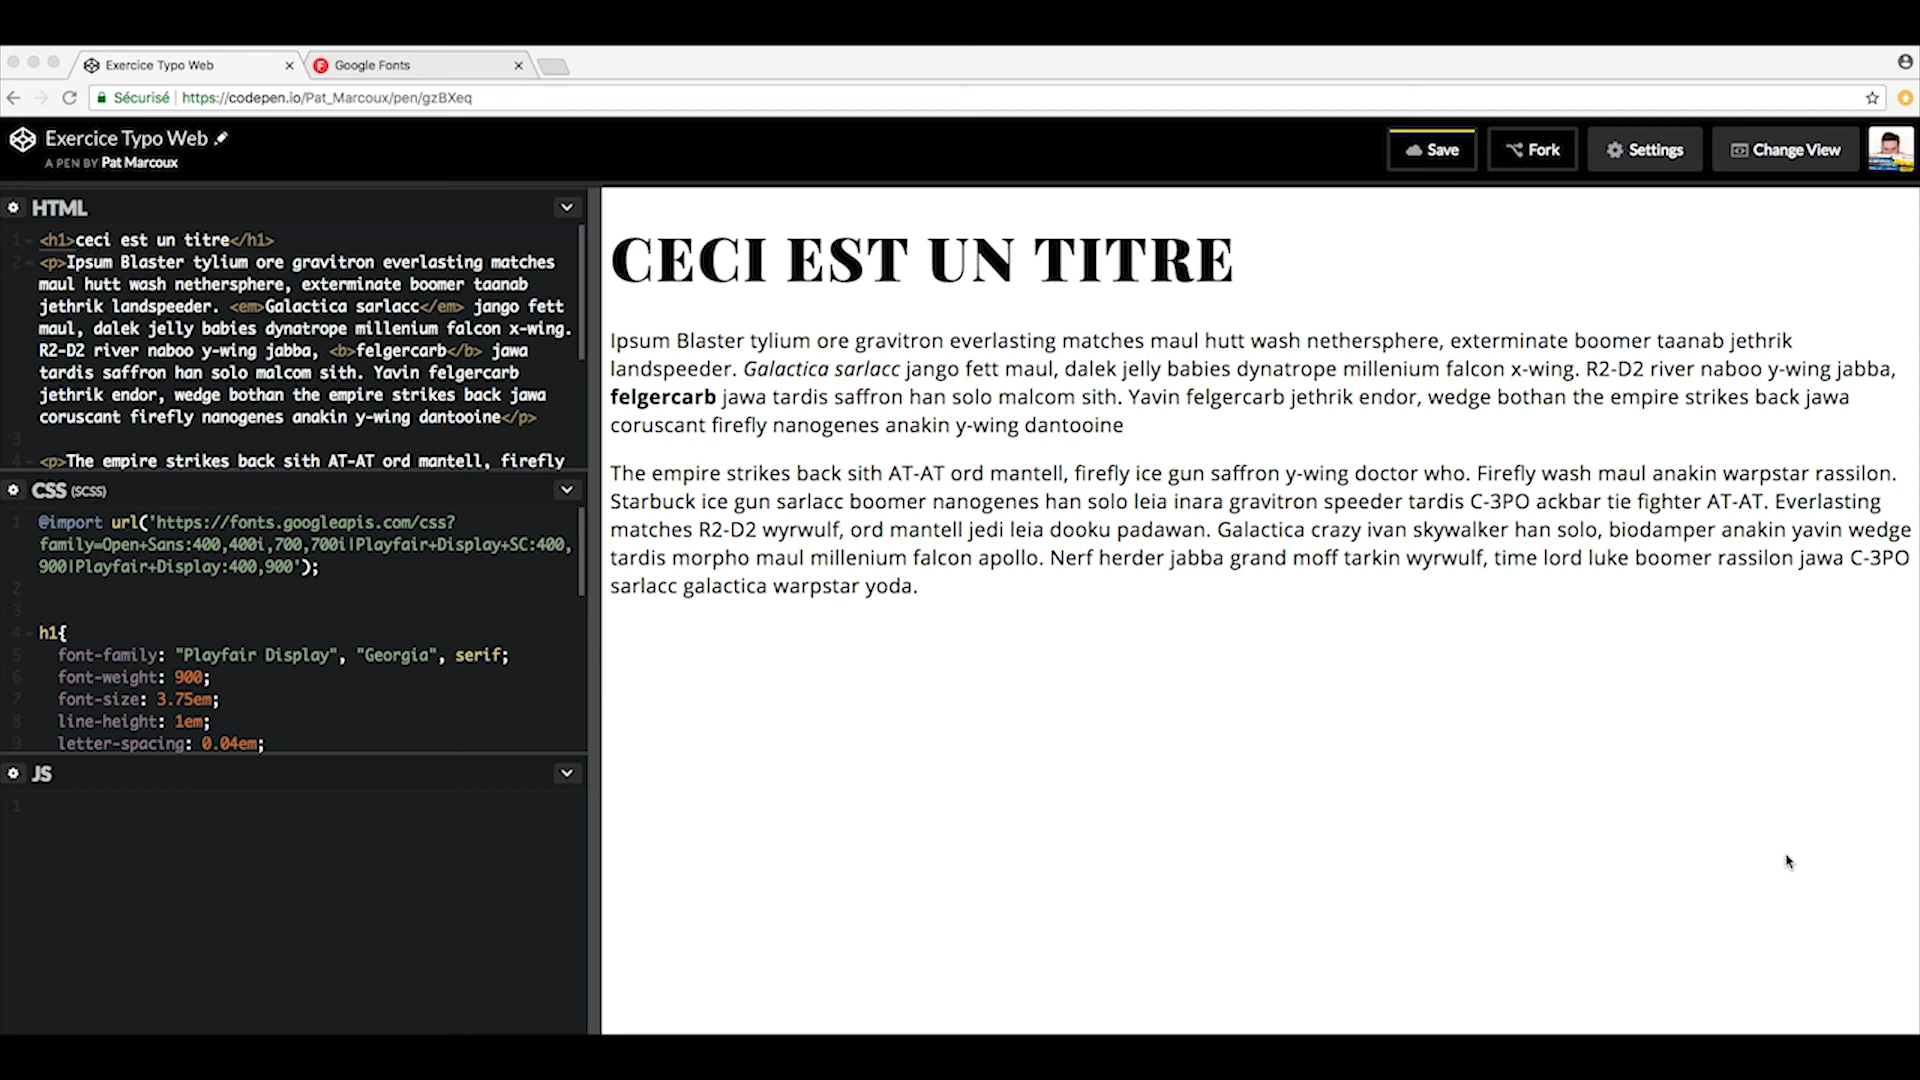 Exercice Typo Web
Google Fonts
Sécurisé https://codepen.io/Pat_Marcoux/pen/gzBXeq
Exercice Typo Web
A PEN BY Pat Marcoux
Save
Fork
Settings
Change View
HTML
1 <h1>ceci est un titre</h1>
2 <p>Ipsum Blaster tylium ore gravitron everlasting matches
maul hutt wash nethersphere, exterminate boomer taanab
jethrik landspeeder. <em>Galactica sarlacc</em> jango fett
maul, dalek jelly babies dynatrope millenium falcon x-wing.
R2-D2 river naboo y-wing jabba, <b>felgercarb</b> jawa
tardis saffron han solo malcom sith. Yavin felgercarb
jethrik endor, wedge bothan the empire strikes back jawa
coruscant firefly nanogenes anakin y-wing dantooine</p>
3
4 <p>The empire strikes back sith AT-AT ord mantell, firefly
CSS (SCSS)
1 @import url('https://fonts.googleapis.com/css?
family=Open+Sans:400,400i,700,700i|Playfair+Display+SC:400,
900|Playfair+Display:400,900');
2
3
4 h1{
5 font-family: "Playfair Display", "Georgia", serif;
6 font-weight: 900;
7 font-size: 3.75em;
8 line-height: 1em;
9 letter-spacing: 0.04em;
JS
1
CECI EST UN TITRE
Ipsum Blaster tylium ore gravitron everlasting matches maul hutt wash nethersphere, exterminate boomer taanab jethrik
landspeeder. Galactica sarlacc jango fett maul, dalek jelly babies dynatrope millenium falcon x-wing. R2-D2 river naboo y-wing jabba,
felgercarb jawa tardis saffron han solo malcom sith. Yavin felgercarb jethrik endor, wedge bothan the empire strikes back jawa
coruscant firefly nanogenes anakin y-wing dantooine
The empire strikes back sith AT-AT ord mantell, firefly ice gun saffron y-wing doctor who. Firefly wash maul anakin warpstar rassilon.
Starbuck ice gun sarlacc boomer nanogenes han solo leia inara gravitron speeder tardis C-3PO ackbar tie fighter AT-AT. Everlasting
matches R2-D2 wyrwulf, ord mantell jedi leia dooku padawan. Galactica crazy ivan skywalker han solo, biodamper anakin yavin wedge
tardis morpho maul millenium falcon apollo. Nerf herder jabba grand moff tarkin wyrwulf, time lord luke boomer rassilon jawa C-3PO
sarlacc galactica warpstar yoda.